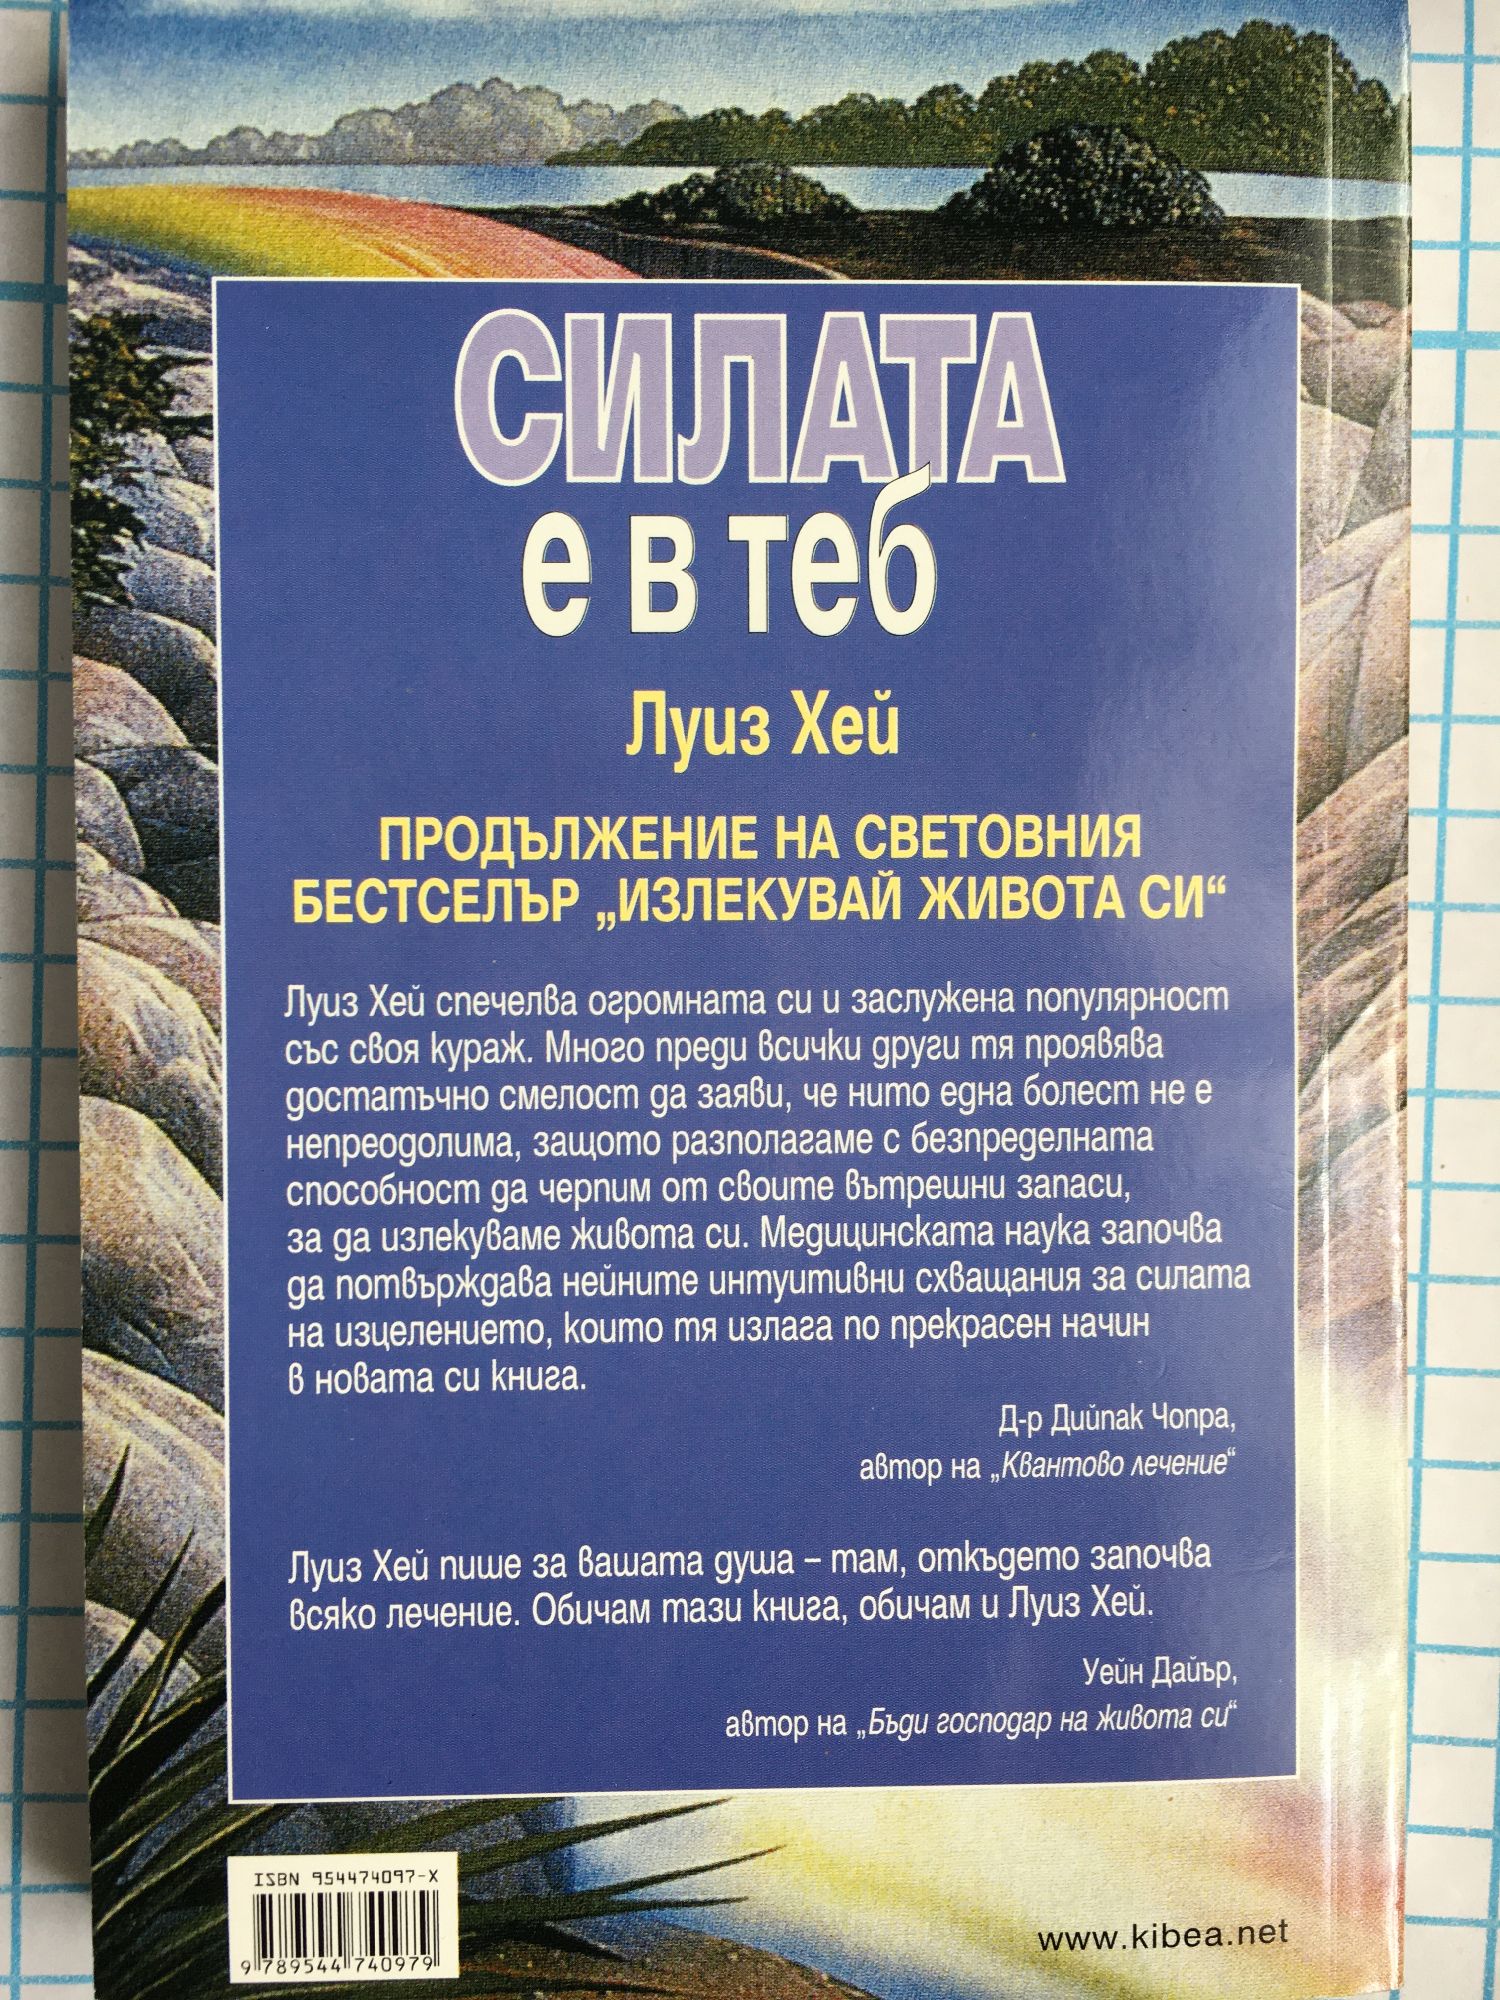 СИЛАТА
е в теб
Луиз Хей
ПРОДЪЛЖЕНИЕ НА СВЕТОВНИЯ
БЕСТСЕЛЪР „ИЗЛЕКУВАЙ ЖИВОТА СИ“
Луиз Хей спечелва огромната си и заслужена популярност
със своя кураж. Много преди всички други тя проявява
достатъчно смелост да заяви, че нито една болест не е
непреодолима, защото разполагаме с безпределната
способност да черпим от своите вътрешни запаси,
за да излекуваме живота си. Медицинската наука започва
да потвърждава нейните интуитивни схващания за силата
на изцелението, които тя излага по прекрасен начин
в новата си книга.
Д-р Дийпак Чопра,
автор на „Квантово лечение“
Луиз Хей пише за вашата душа – там, откъдето започва
всяко лечение. Обичам тази книга, обичам и Луиз Хей.
Уейн Дайър,
автор на „Бъди господар на живота си“
ISBN 954474097-X
9 789544 740979
www.kibea.net